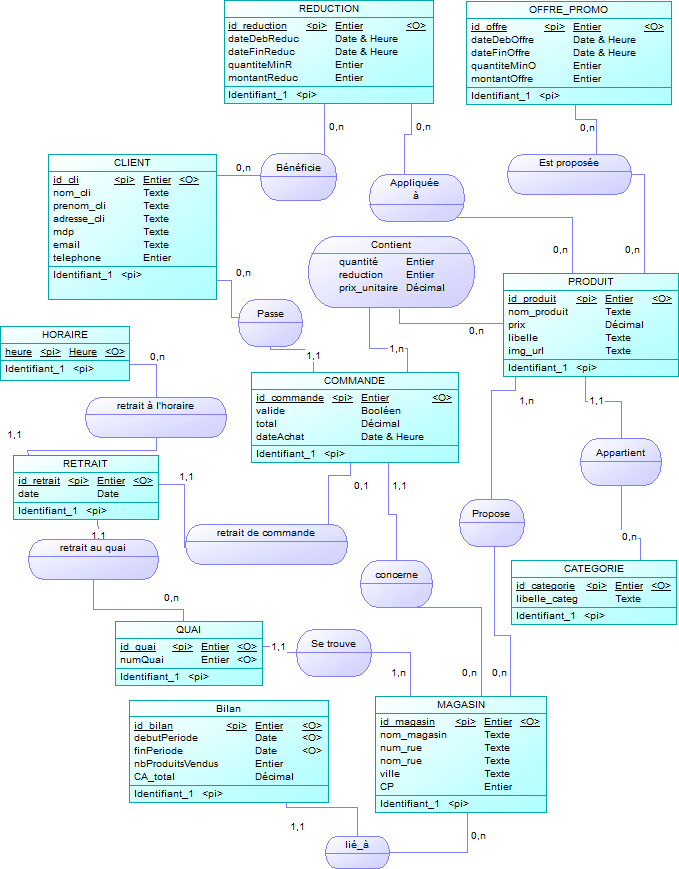 REDUCTION
id_reduction <pi> Entier <O>
dateDebReduc Date & Heure
dateFinReduc Date & Heure
quantiteMinR Entier
montantReduc Entier
Identifiant_1 <pi>
OFFRE_PROMO
id_offre <pi> Entier <O>
dateDebOffre Date & Heure
dateFinOffre Date & Heure
quantiteMinO Entier
montantOffre Entier
Identifiant_1 <pi>
0,n
0,n
0,n
CLIENT
id_cli <pi> Entier <O>
nom_cli Texte
prenom_cli Texte
adresse_cli Texte
mdp Texte
email Texte
telephone Entier
Identifiant_1 <pi>
0,n
Bénéficie
Appliquée
à
Est proposée
0,n
0,n
0,n
Contient
quantité Entier
reduction Entier
prix_unitaire Décimal
Passe
PRODUIT
id_produit <pi> Entier <O>
nom_produit Texte
prix Décimal
libelle Texte
img_url Texte
Identifiant_1 <pi>
0,n
1,n
1,1
HORAIRE
heure <pi> Heure <O>
Identifiant_1 <pi>
0,n
retrait à l'horaire
1,1
COMMANDE
id_commande <pi> Entier <O>
valide Booléen
total Décimal
dateAchat Date & Heure
Identifiant_1 <pi>
1,n
1,1
Appartient
RETRAIT
id_retrait <pi> Entier <O>
date Date
Identifiant_1 <pi>
1,1
0,1
1,1
Propose
retrait de commande
1,1
retrait au quai
0,n
CATEGORIE
id_categorie <pi> Entier <O>
libelle_categ Texte
Identifiant_1 <pi>
concerne
0,n
QUAI
id_quai <pi> Entier <O>
numQuai Entier <O>
Identifiant_1 <pi>
1,1
Se trouve
1,n
0,n
0,n
MAGASIN
id_magasin <pi> Entier <O>
nom_magasin Texte
num_rue Texte
nom_rue Texte
ville Texte
CP Entier
Identifiant_1 <pi>
Bilan
id_bilan <pi> Entier <O>
debutPeriode Date <O>
finPeriode Date <O>
nbProduitsVendus Entier
CA_total Décimal
Identifiant_1 <pi>
1,1
lié_à
0,n